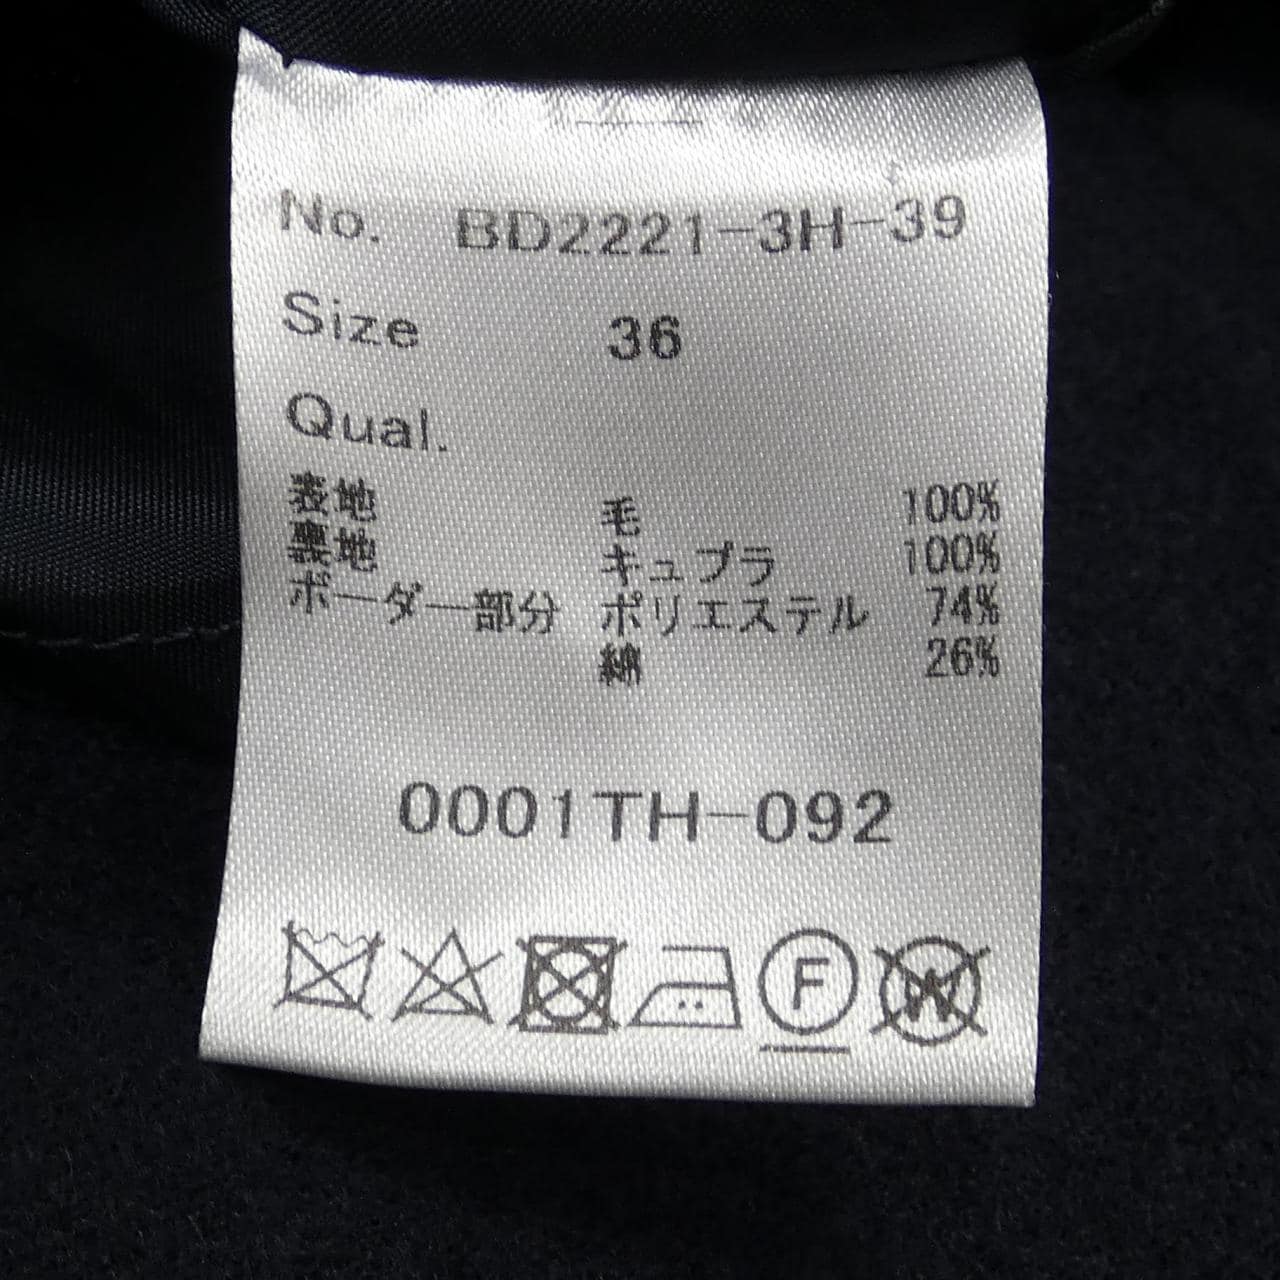 No. BD2221-3H-39
Size 36
Qual.
表地 毛 100%
裏地 キュプラ 100%
ボーダー部分 ポリエステル 74%
綿 26%
0001TH-092
F
W